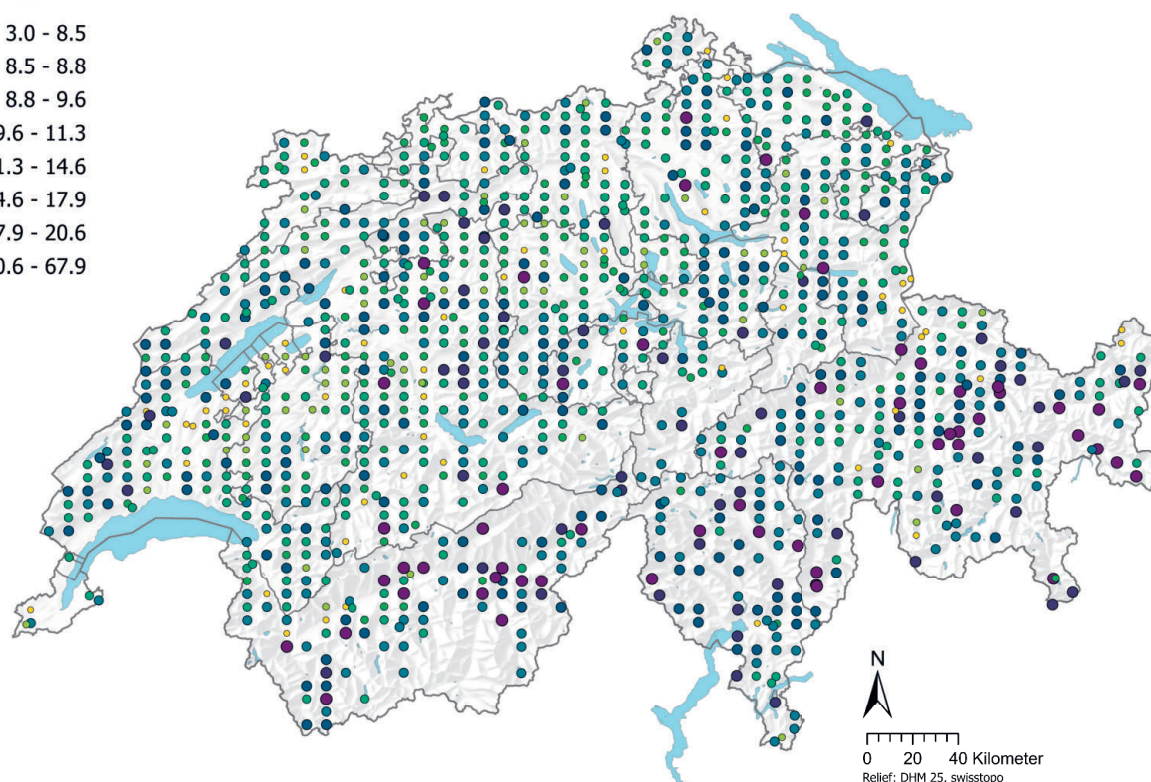 3.0 - 8.5
8.5 - 8.8
8.8 - 9.6
9.6 - 11.3
1.3 - 14.6
4.6 - 17.9
7.9 - 20.6
0.6 - 67.9
N
0 20 40 Kilometer
Relief: DHM 25, swisstopo